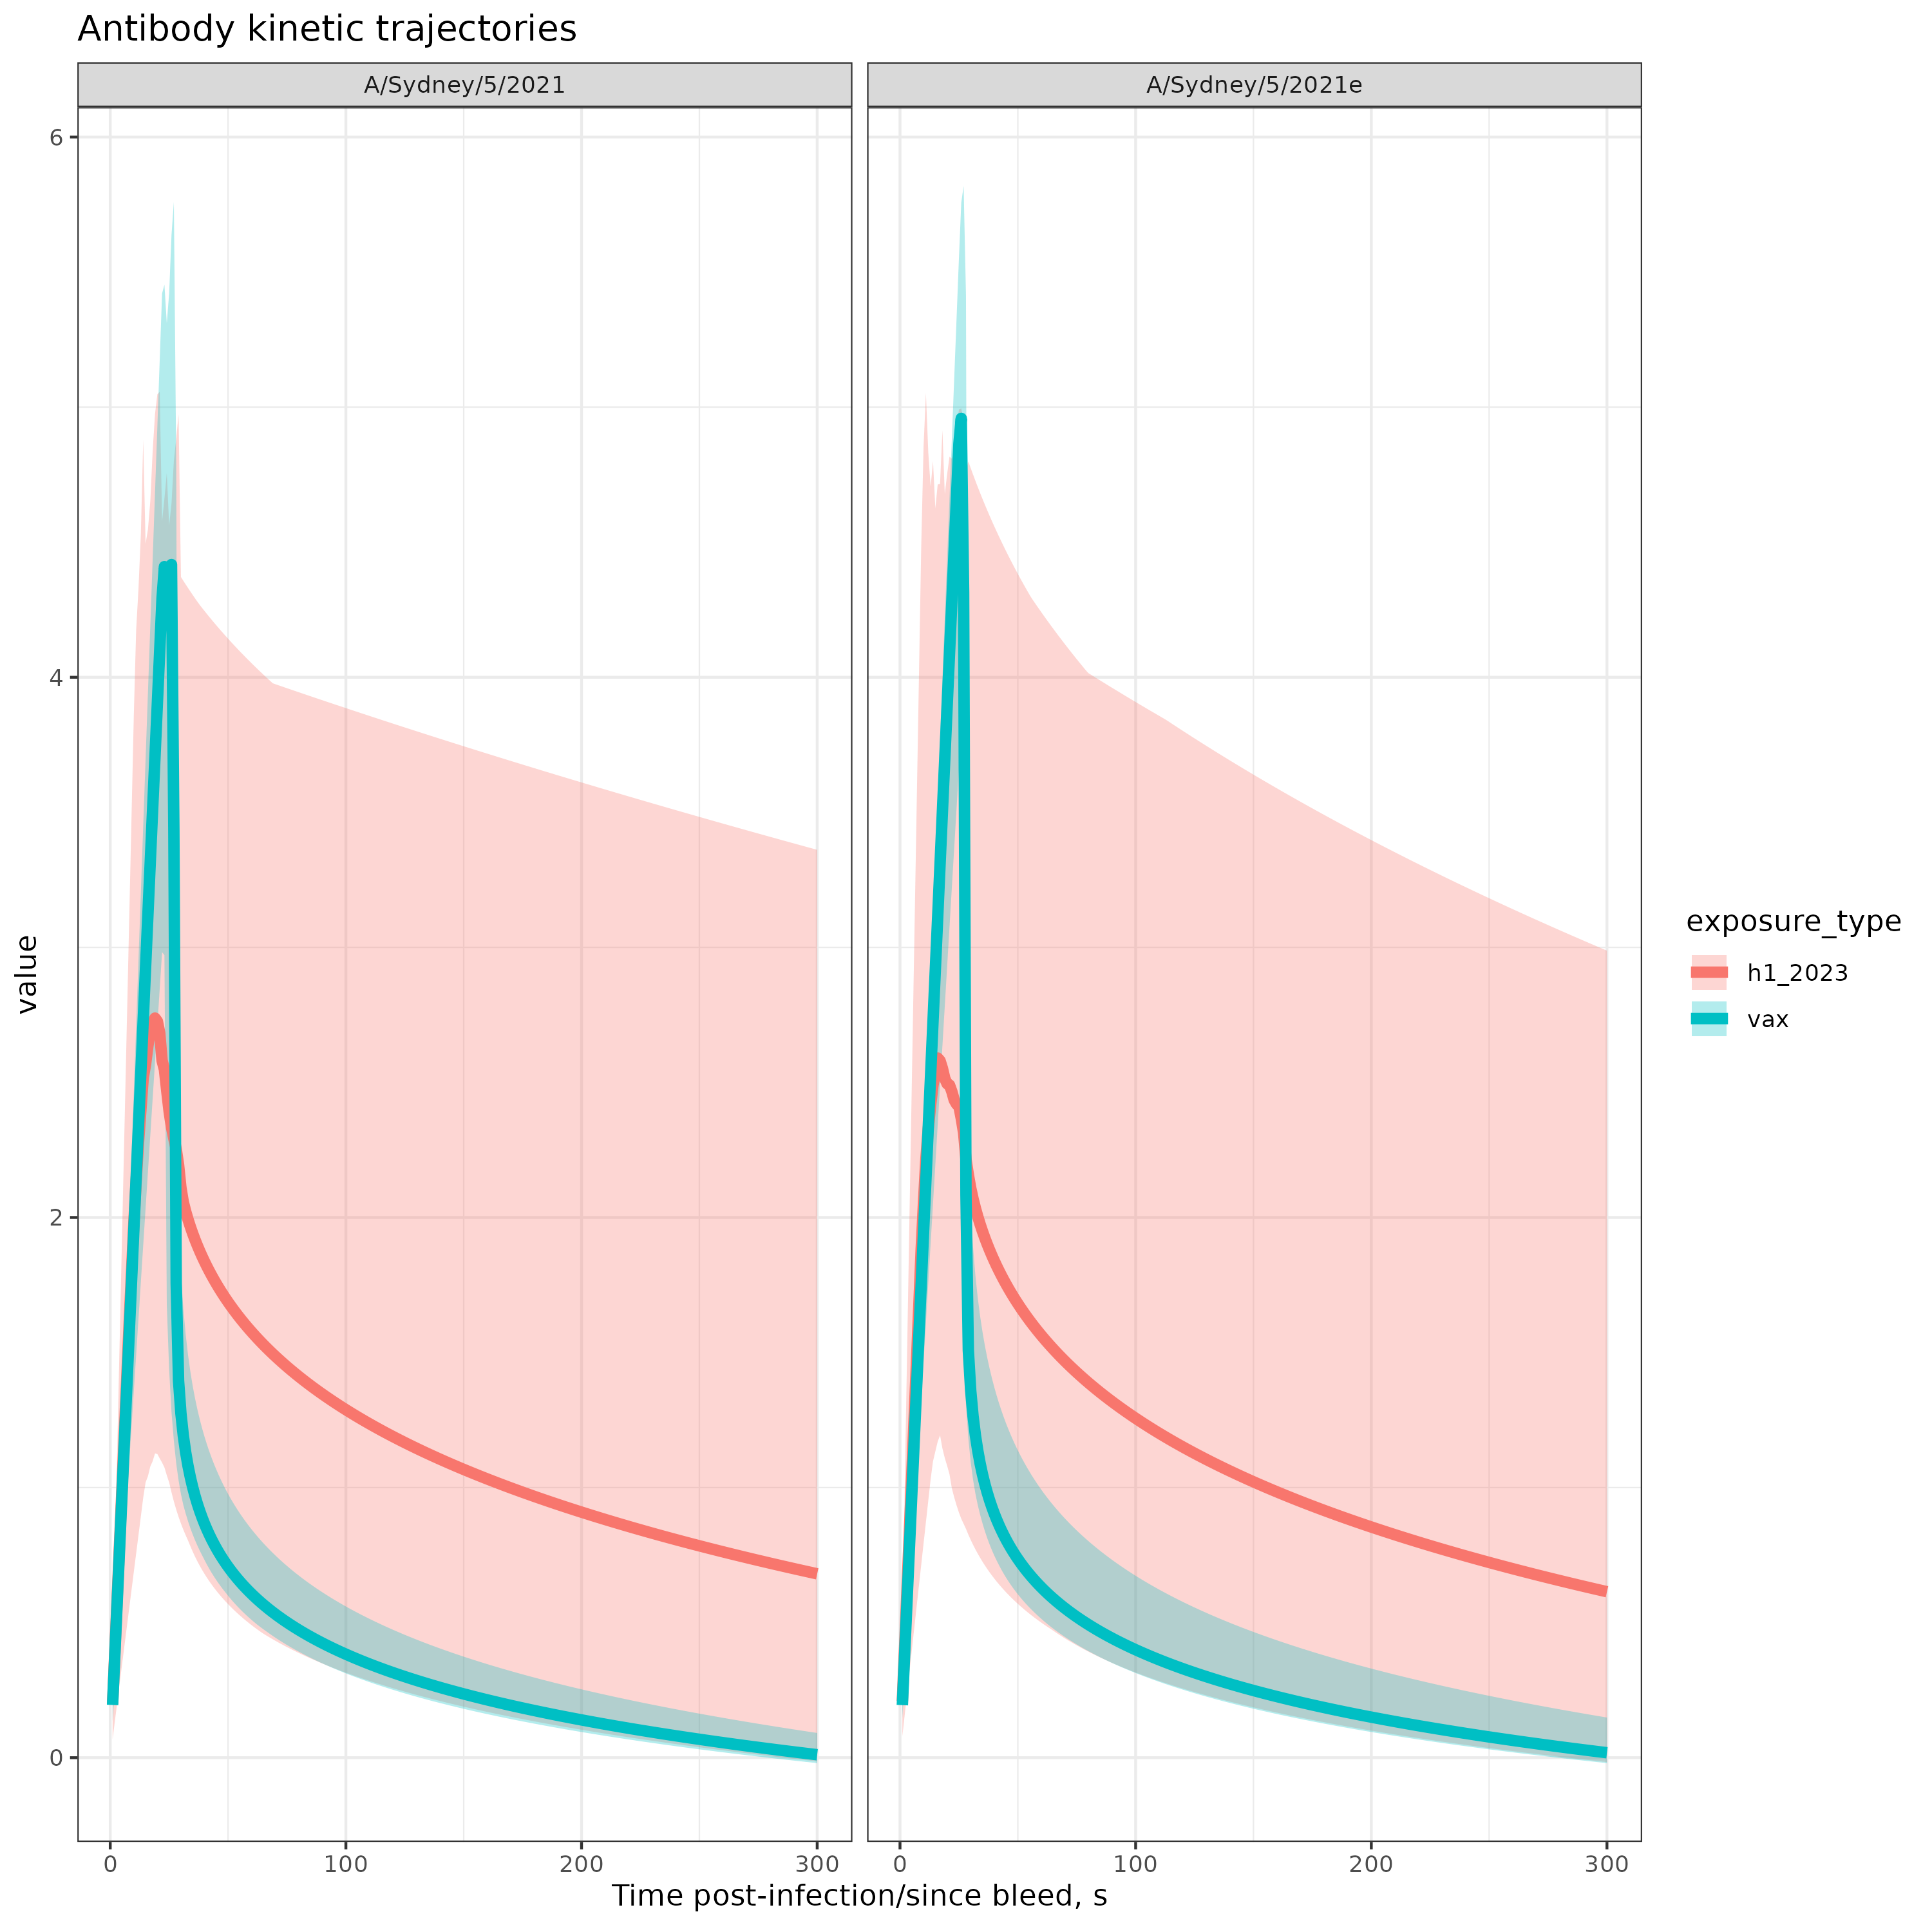 Antibody kinetic trajectories
A/Sydney/5/2021
A/Sydney/5/2021e
6
4
2
0
value
0 100 200 300
0 100 200 300
Time post-infection/since bleed, s
exposure_type
h1_2023
vax